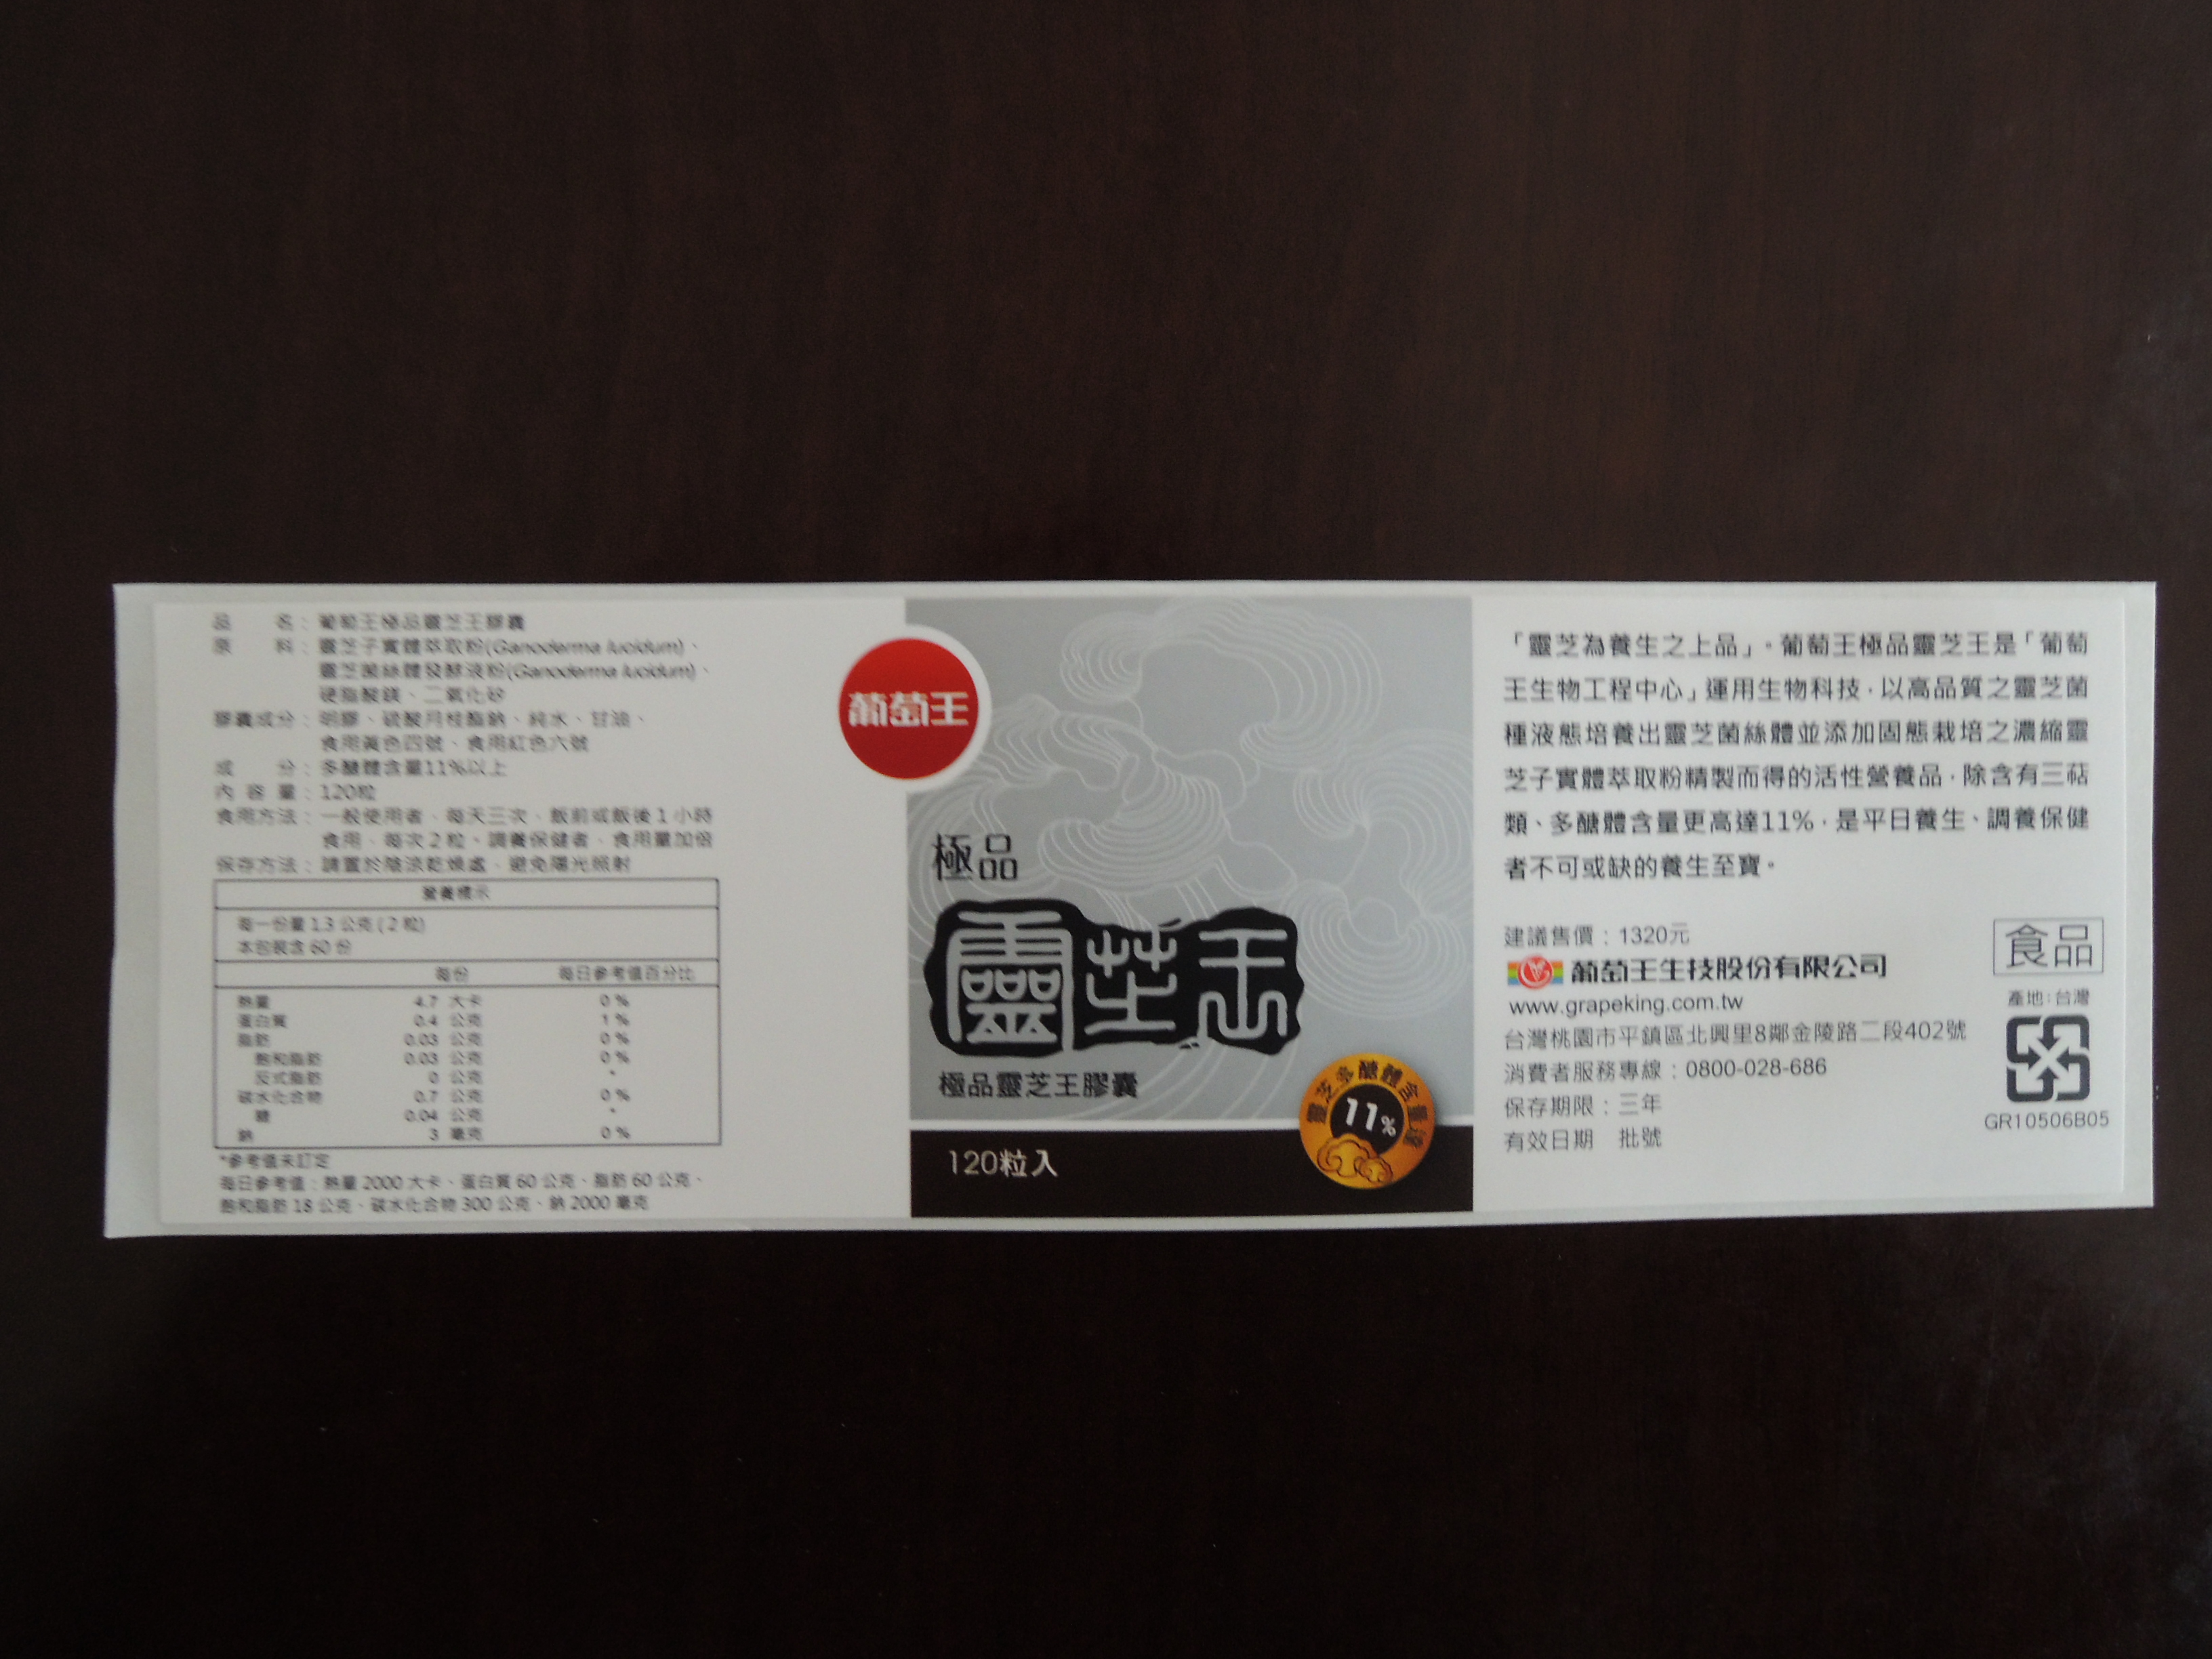 品　　名：葡萄王極品靈芝王膠囊
原　　料：靈芝子實體萃取粉(Ganoderma lucidum)、
靈芝菌絲體發酵液粉(Ganoderma lucidum)、
硬脂酸鎂、二氧化矽
膠囊成分：明膠、硫酸月桂酯鈉、純水、甘油、
食用黃色四號、食用紅色六號
成　　分：多醣體含量11%以上
內 容 量：120粒
食用方法：一般使用者、每天三次、飯前或飯後1小時
食用、每次2粒。調養保健者、食用量加倍
保存方法：請置於陰涼乾燥處、避免陽光照射
營養標示
每一份量 1.3 公克 ( 2 粒)
本包裝含 60 份
每份　每日參考值百分比
熱量　4.7 大卡　0 %
蛋白質　0.4 公克　1 %
脂肪　0.03 公克　0 %
飽和脂肪　0.03 公克　0 %
反式脂肪　0 公克　*
碳水化合物　0.7 公克　0 %
糖　0.04 公克　*
鈉　3 毫克　0 %
*參考值未訂定
每日參考值：熱量 2000 大卡、蛋白質 60 公克、脂肪 60 公克、
飽和脂肪 18 公克、碳水化合物 300 公克、鈉 2000 毫克
葡萄王
極品
靈芝王
極品靈芝王膠囊
靈芝多醣體含量達
11%
120粒入
「靈芝為養生之上品」。葡萄王極品靈芝王是「葡萄
王生物工程中心」運用生物科技，以高品質之靈芝菌
種液態培養出靈芝菌絲體並添加固態栽培之濃縮靈
芝子實體萃取粉精製而得的活性營養品，除含有三萜
類、多醣體含量更高達11%，是平日養生、調養保健
者不可或缺的養生至寶。
建議售價：1320元
葡萄王生技股份有限公司
www.grapeking.com.tw
台灣桃園市平鎮區北興里8鄰金陵路二段402號
消費者服務專線：0800-028-686
保存期限：三年
有效日期　批號
食品
產地：台灣
GR10506B05